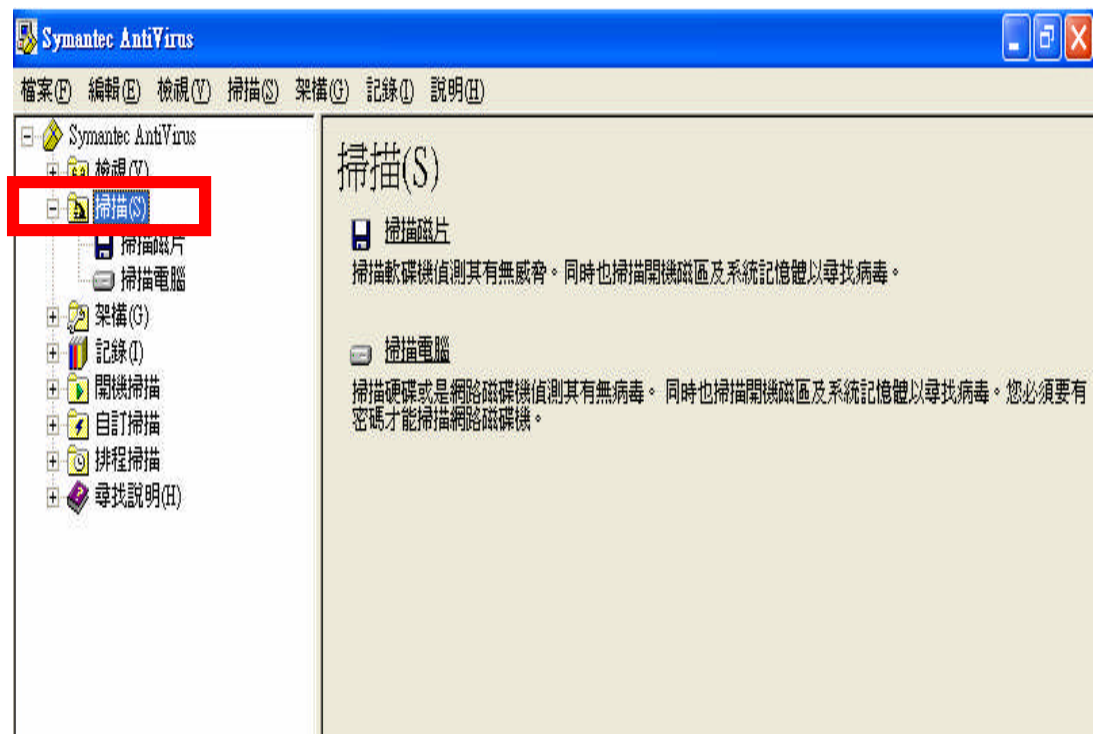 Symantec AntiVirus
檔案(F) 編輯(E) 檢視(V) 掃描(S) 架構(G) 記錄(I) 說明(H)
Symantec AntiVirus
檢視(V)
掃描(S)
掃描磁片
掃描電腦
架構(G)
記錄(I)
開機掃描
自訂掃描
排程掃描
尋找說明(H)
掃描(S)
掃描磁片
掃描軟碟機偵測其有無威脅。同時也掃描開機磁區及系統記憶體以尋找病毒。
掃描電腦
掃描硬碟或是網路磁碟機偵測其有無病毒。 同時也掃描開機磁區及系統記憶體以尋找病毒。您必須要有
密碼才能掃描網路磁碟機。